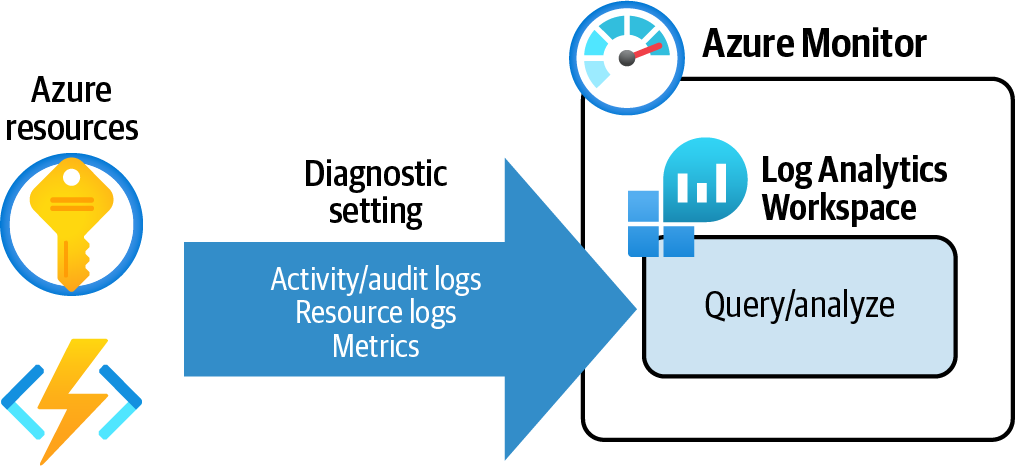 Azure
resources
Diagnostic
setting
Activity/audit logs
Resource logs
Metrics
Azure Monitor
Log Analytics
Workspace
Query/analyze